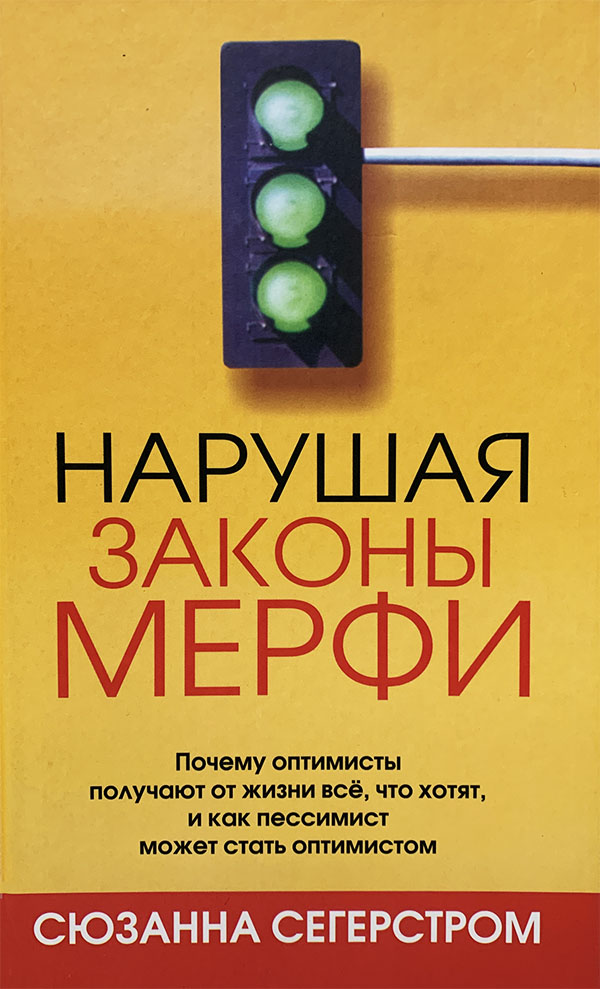 НАРУШАЯ
ЗАКОНЫ
МЕРФИ
Почему оптимисты
получают от жизни всё, что хотят,
и как пессимист
может стать оптимистом
СЮЗАННА СЕГЕРСТРОМ